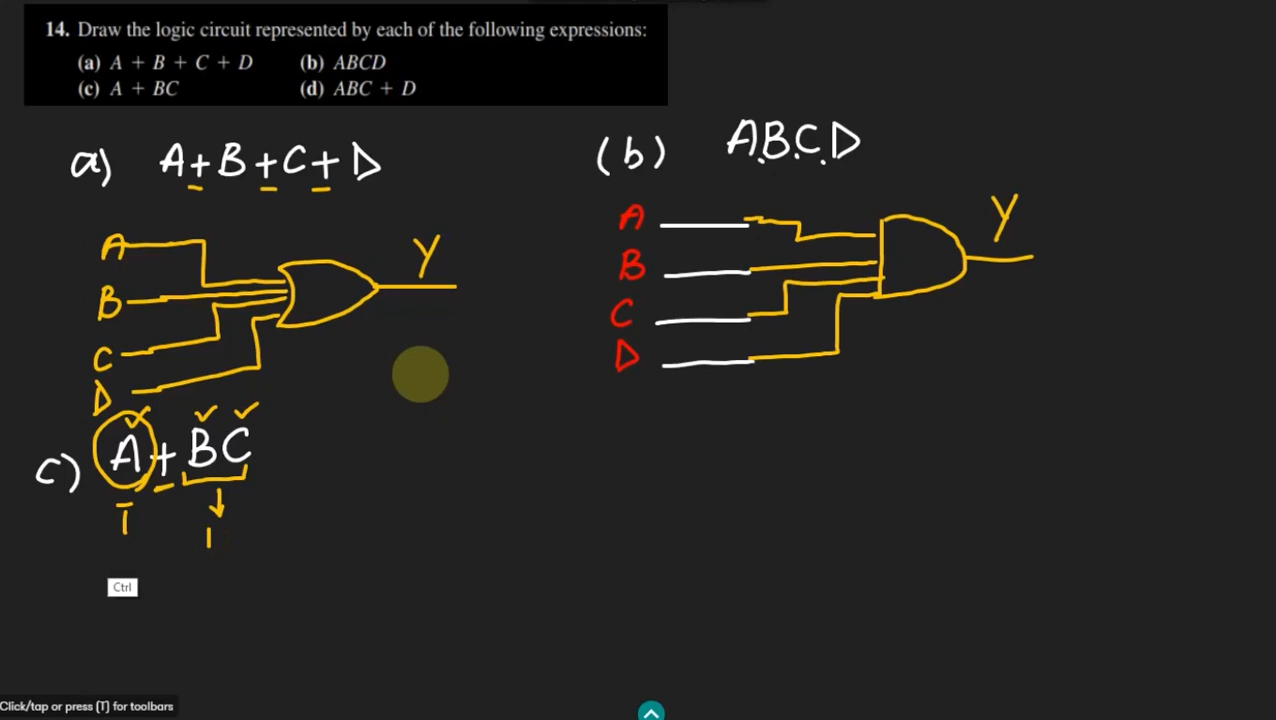 14. Draw the logic circuit represented by each of the following expressions:
(a) A + B + C + D (b) ABCD
(c) A + BC (d) ABC + D
a) A+B+C+D
(b) A.B.C.D
A
B
C
D
Y
A
B
C
D
Y
c) A+BC
1 1
Ctrl
Click/tap or press (T) for toolbars